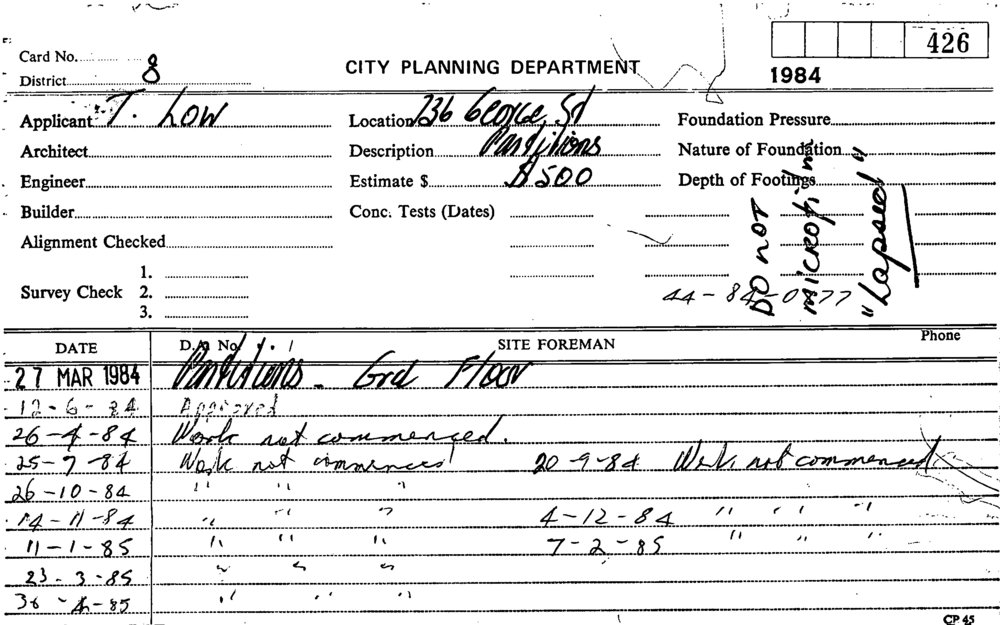 Card No. 426
District 8 CITY PLANNING DEPARTMENT 1984
Applicant T. Low Location 736 George St Foundation Pressure
Architect Description Partitions Nature of Foundation
Engineer Estimate $ $500 Depth of Footings
Builder Conc. Tests (Dates)
Alignment Checked
1.
Survey Check 2. 44-84-0377
3.
DO NOT
MICROFILM
"Lapsed"
DATE D.A. No. SITE FOREMAN Phone
27 MAR 1984 Partitions - Grd Floor
12-6-84 Approved
26-4-84 Work not commenced.
25-7-84 Work not commenced 20-9-84 Work not commenced
26-10-84 " " "
14-11-84 " " " 4-12-84 " " "
11-1-85 " " " 7-2-85 " " "
23-3-85 " " "
30-4-85 " " "
CP 45